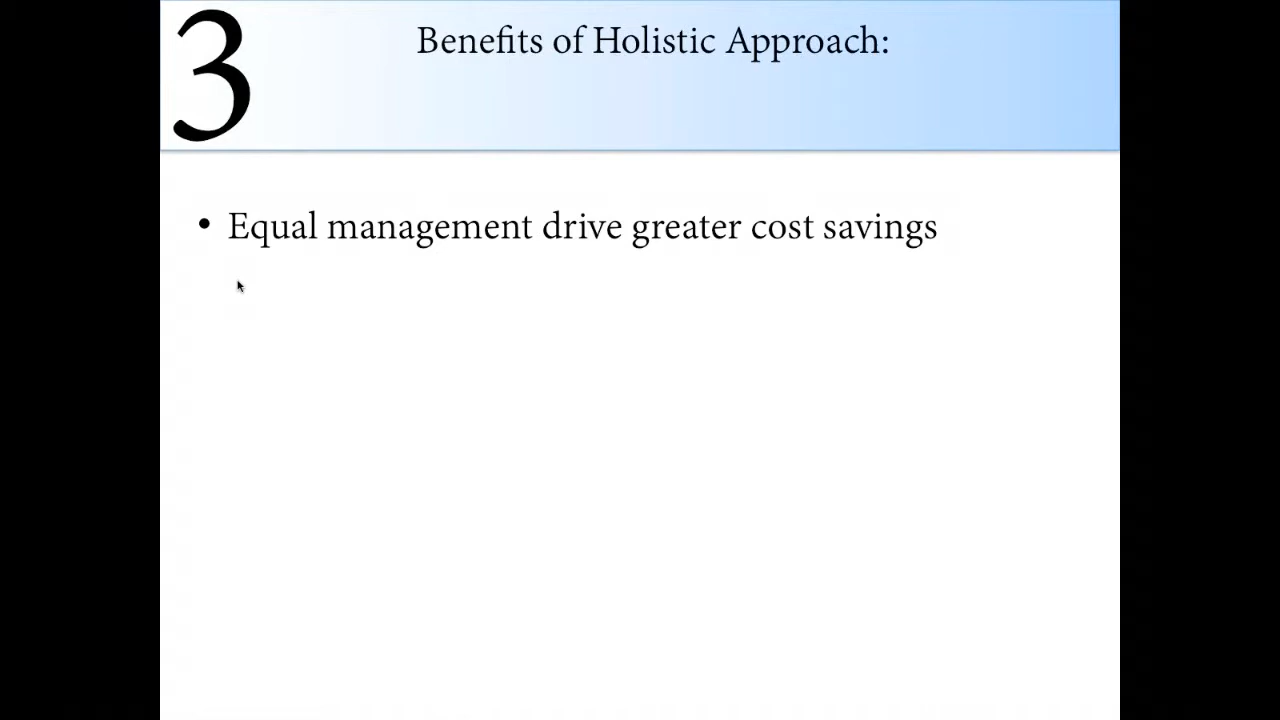 3
Benefits of Holistic Approach:
• Equal management drive greater cost savings